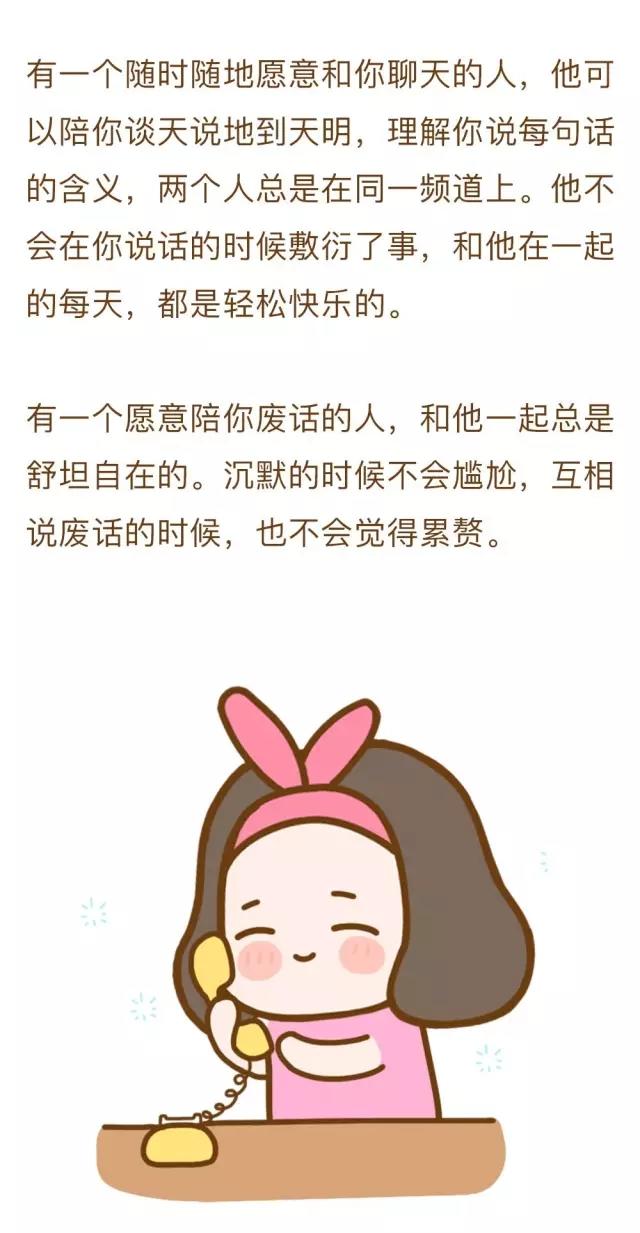 有一个随时随地愿意和你聊天的人，他可
以陪你谈天说地到天明，理解你说每句话
的含义，两个人总是在同一频道上。他不
会在你说话的时候敷衍了事，和他在一起
的每天，都是轻松快乐的。
有一个愿意陪你废话的人，和他一起总是
舒坦自在的。沉默的时候不会尴尬，互相
说废话的时候，也不会觉得累赘。